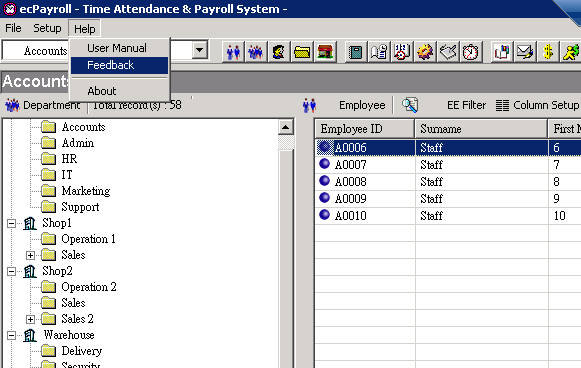 ecPayroll - Time Attendance & Payroll System -
File Setup Help
Accounts
User Manual
Feedback
About
Accounts
Department Total record(s) : 58
Employee EE Filter Column Setup
Accounts
Admin
HR
IT
Marketing
Support
Shop1
Operation 1
Sales
Shop2
Operation 2
Sales
Sales 2
Warehouse
Delivery
Security
Employee ID Surname First
A0006 Staff 6
A0007 Staff 7
A0008 Staff 8
A0009 Staff 9
A0010 Staff 10